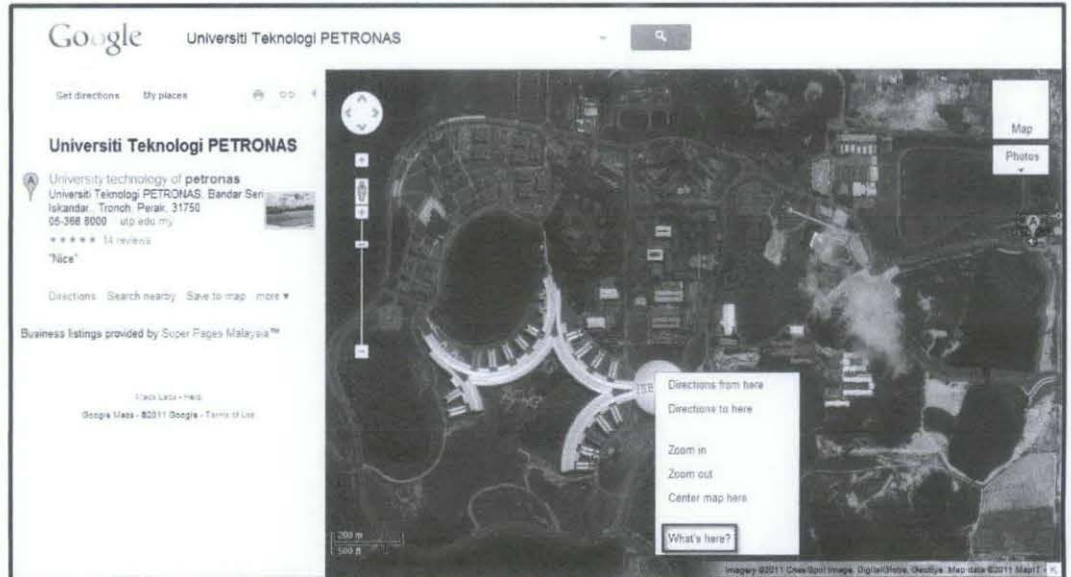 Google
Universiti Teknologi PETRONAS
Get directions My places
Universiti Teknologi PETRONAS
A
University technology of petronas
Universiti Teknologi PETRONAS, Bandar Seri
Iskandar, Tronoh, Perak, 31750
05-368 8000 utp.edu.my
14 reviews
"Nice"
Directions Search nearby Save to map more ▼
Business listings provided by Super Pages Malaysia™
Maps Labs - Help
Google Maps - ©2011 Google - Terms of Use
Map
Photos
A
Directions from here
Directions to here
Zoom in
Zoom out
Center map here
What's here?
200 m
500 ft
Imagery ©2011 Cnes/Spot Image, DigitalGlobe, GeoEye, Map data ©2011 MapIT -